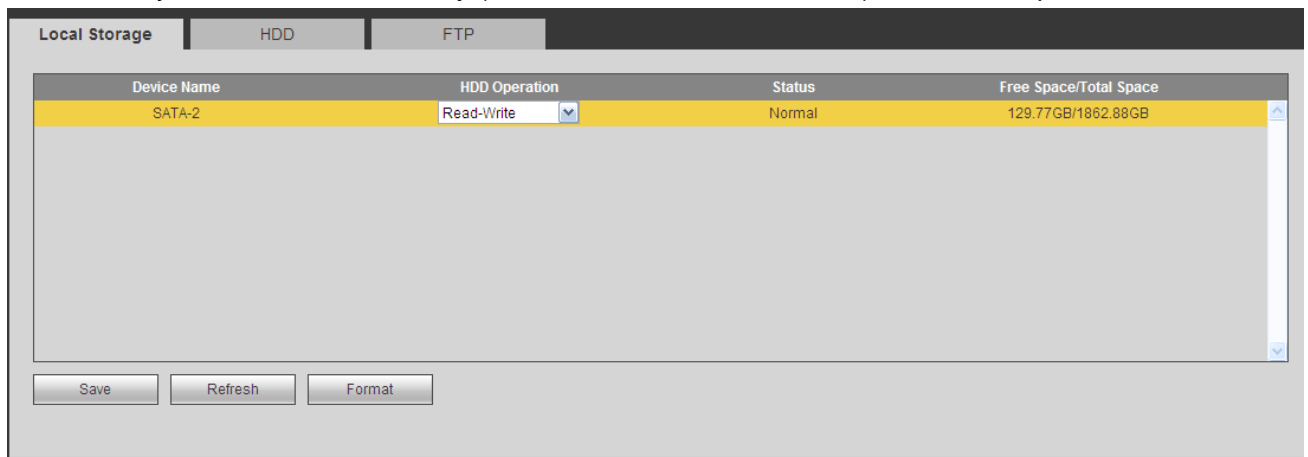 Local Storage HDD FTP
Device Name HDD Operation Status Free Space/Total Space
SATA-2 Read-Write Normal 129.77GB/1862.88GB
Save Refresh Format